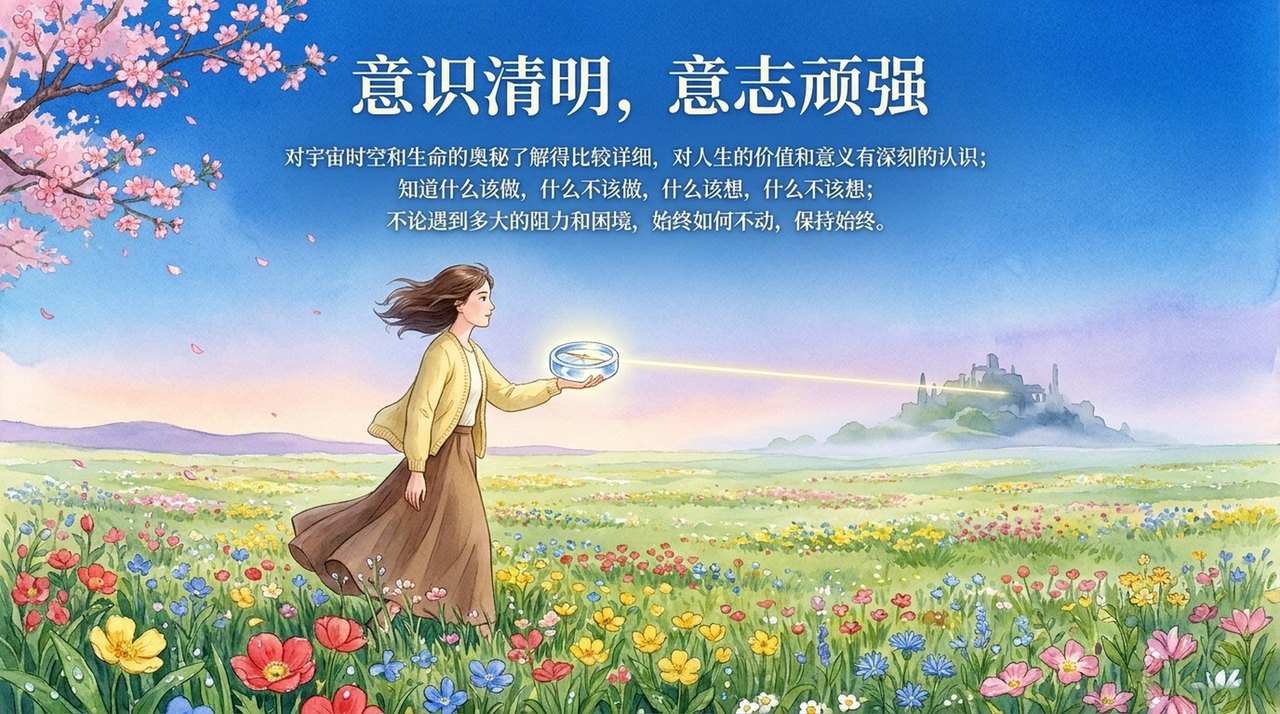 意识清明，意志顽强
对宇宙时空和生命的奥秘了解得比较详细，对人生的价值和意义有深刻的认识；
知道什么该做，什么不该做，什么该想，什么不该想；
不论遇到多大的阻力和困境，始终如何不动，保持始终。